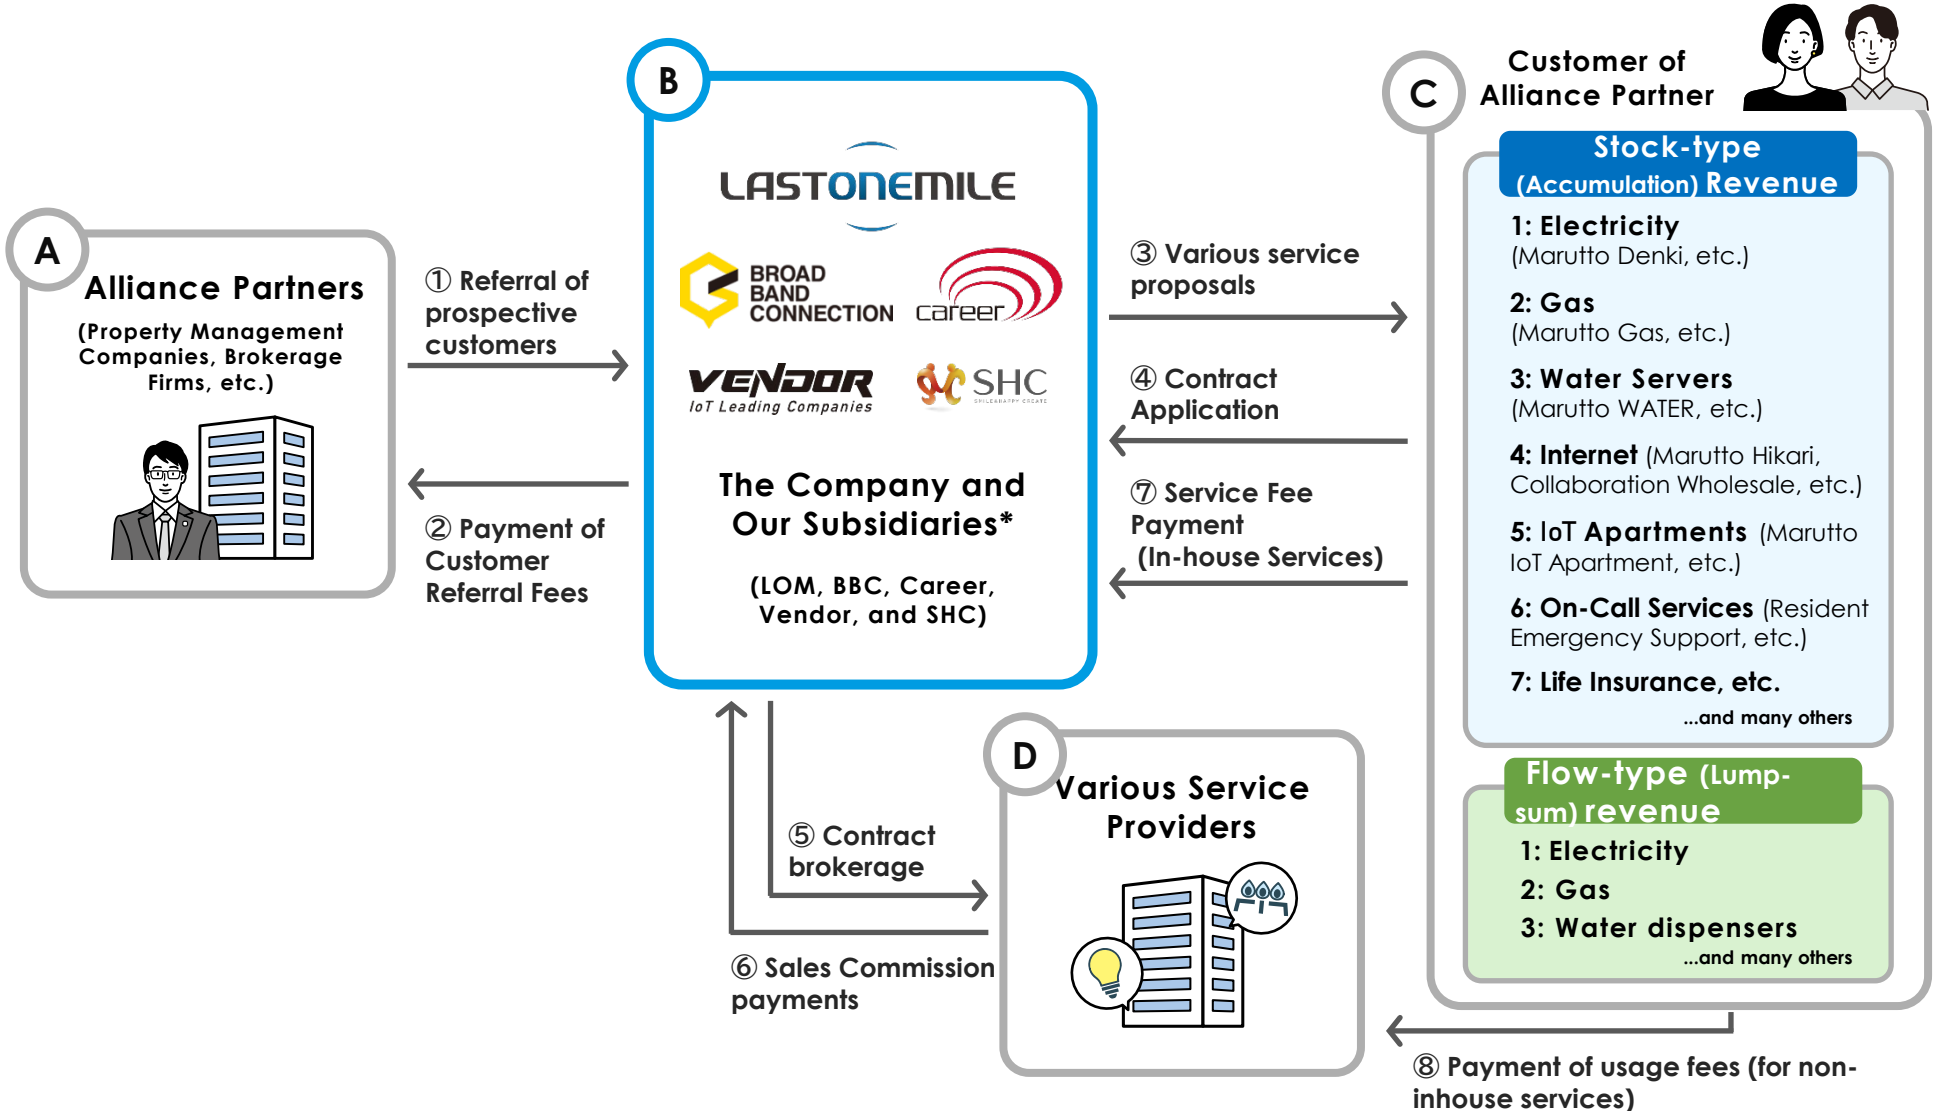 A
Alliance Partners
(Property Management
Companies, Brokerage
Firms, etc.)
① Referral of
prospective
customers
② Payment of
Customer
Referral Fees
B
LASTONEMILE
BROAD
BAND
CONNECTION
career
VENDOR
IoT Leading Companies
SHC
SMILE&HAPPY CREATE
The Company and
Our Subsidiaries*
(LOM, BBC, Career,
Vendor, and SHC)
③ Various service
proposals
④ Contract
Application
⑦ Service Fee
Payment
(In-house Services)
⑤ Contract
brokerage
⑥ Sales Commission
payments
D
Various Service
Providers
C
Customer of
Alliance Partner
Stock-type
(Accumulation) Revenue
1: Electricity
(Marutto Denki, etc.)
2: Gas
(Marutto Gas, etc.)
3: Water Servers
(Marutto WATER, etc.)
4: Internet (Marutto Hikari,
Collaboration Wholesale, etc.)
5: IoT Apartments (Marutto
IoT Apartment, etc.)
6: On-Call Services (Resident
Emergency Support, etc.)
7: Life Insurance, etc.
...and many others
Flow-type (Lump-
sum) revenue
1: Electricity
2: Gas
3: Water dispensers
...and many others
⑧ Payment of usage fees (for non-
inhouse services)